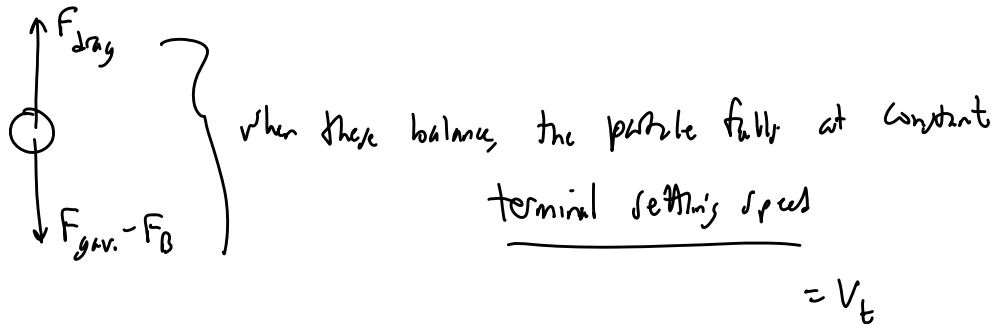 F_drag
when these balance, the particle falls at constant
terminal settling speed
F_grav. - F_B
= V_t